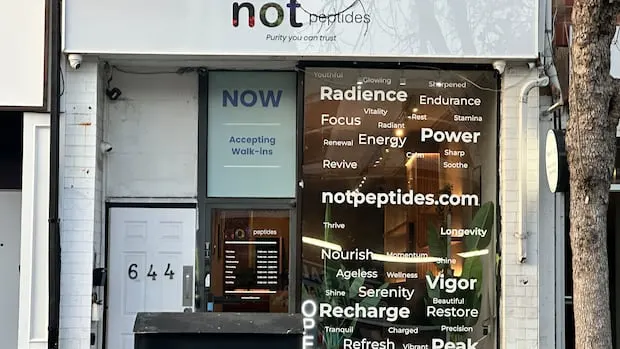 not peptides
Purity you can trust
NOW
Accepting
Walk-ins
644
peptides
Youthful
Glowing
Sharpened
Radience
Endurance
Vitality
Rest
Stamina
Focus
Radiant
Renewal
Energy
Power
Calm
Sharp
Revive
Soothe
notpeptides.com
Thrive
Longevity
Nourish
Momentum
Shine
Ageless
Wellness
Vigor
Shine
Serenity
Beautiful
Recharge
Restore
Tranquil
Charged
Precision
Refresh
Vibrant
Peak
OPE